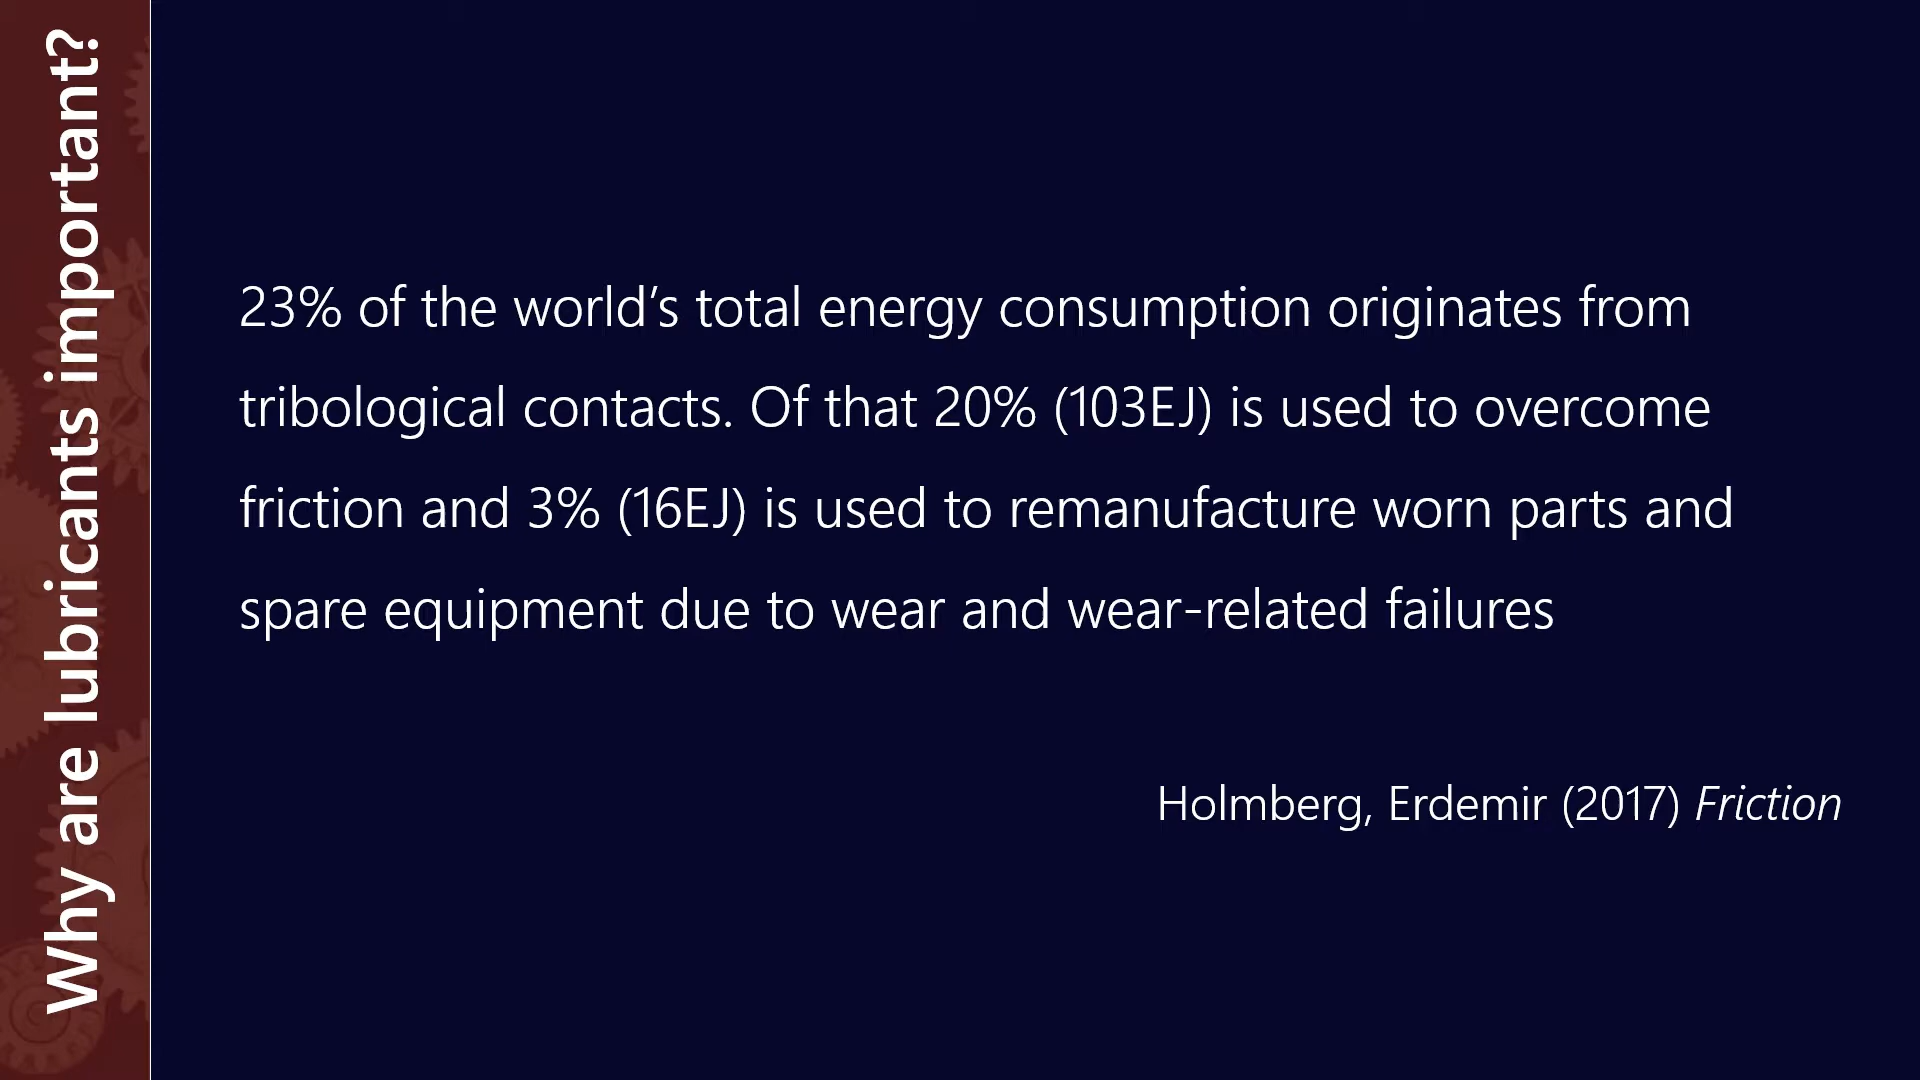 Why are lubricants important?
23% of the world’s total energy consumption originates from
tribological contacts. Of that 20% (103EJ) is used to overcome
friction and 3% (16EJ) is used to remanufacture worn parts and
spare equipment due to wear and wear-related failures
Holmberg, Erdemir (2017) Friction